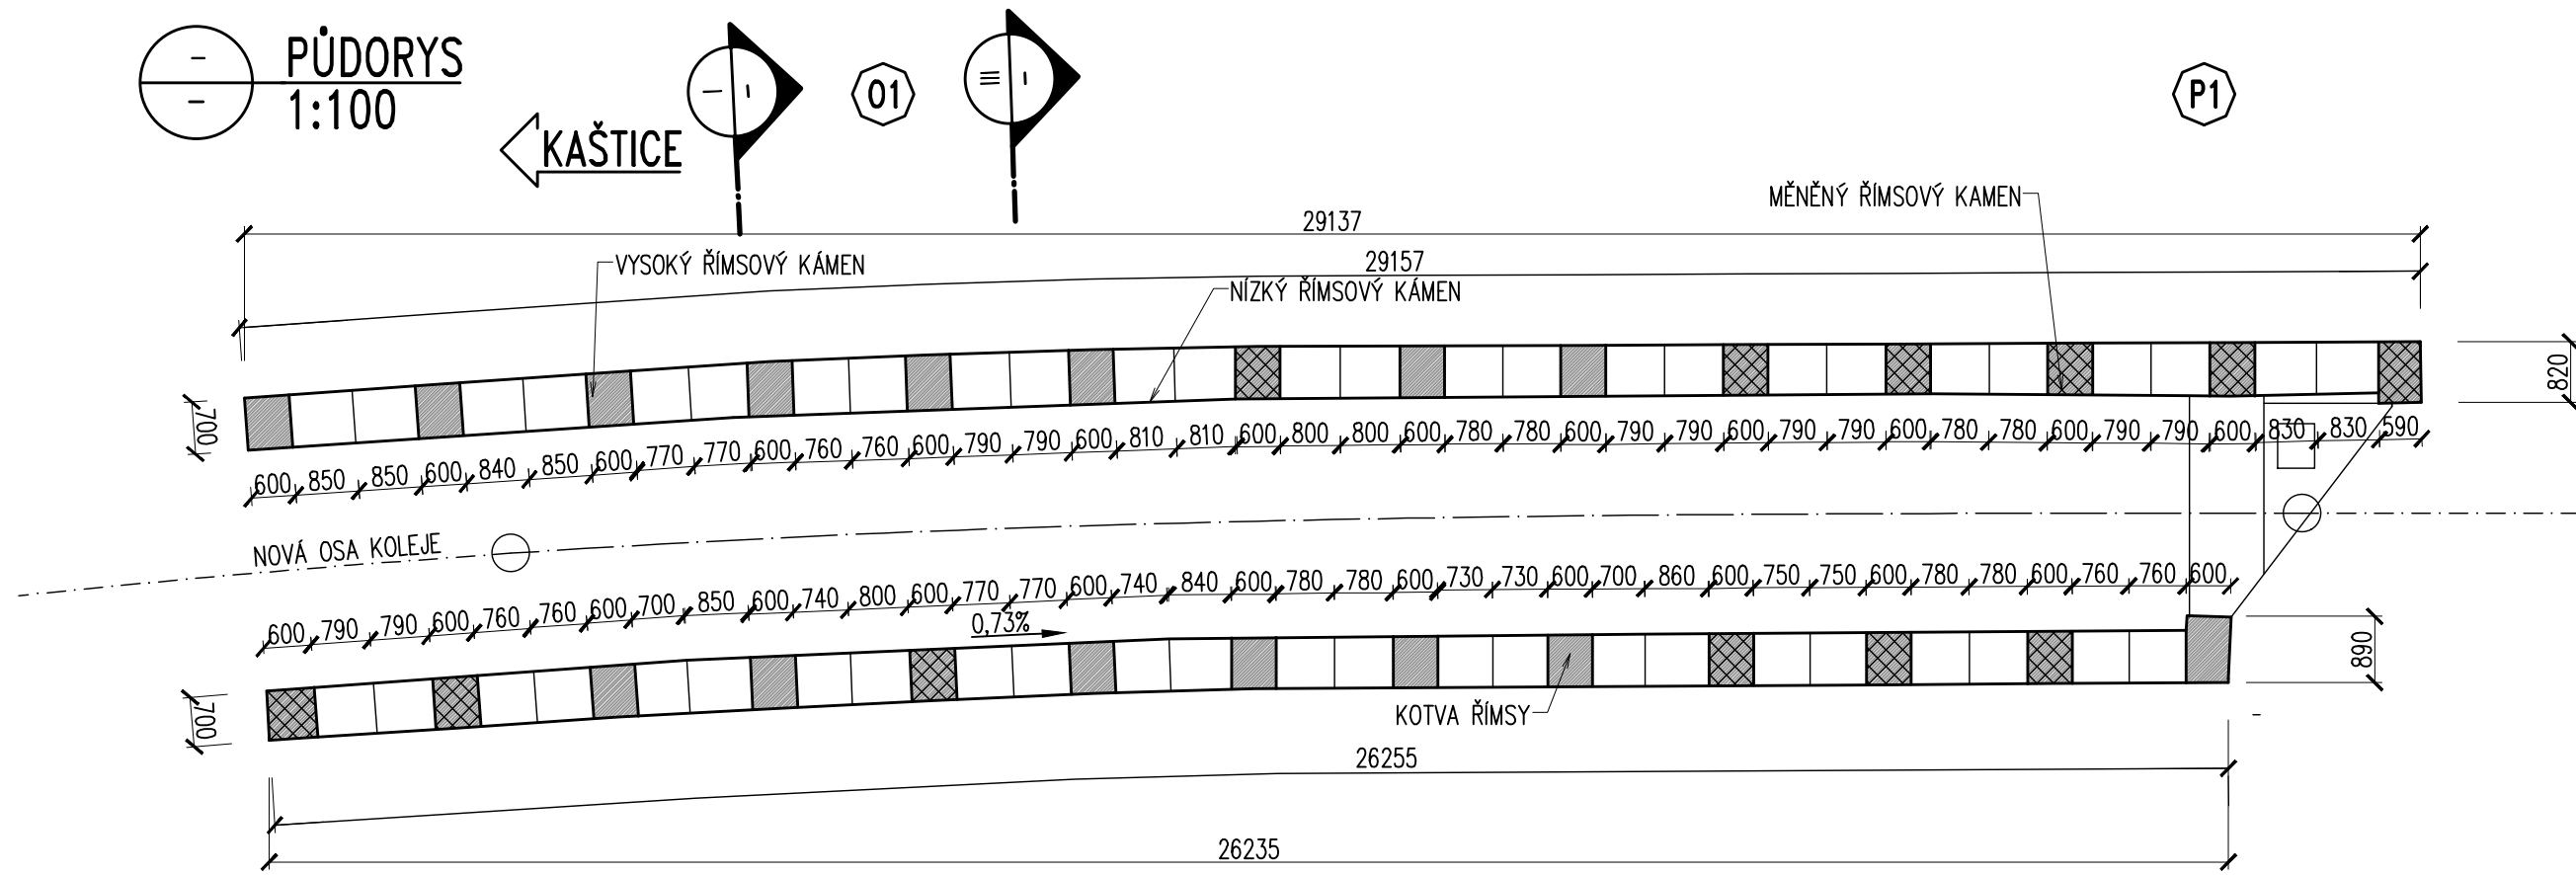 PŮDORYS
1:100
KAŠTICE
01
P1
MĚNĚNÝ ŘÍMSOVÝ KAMEN
29137
VYSOKÝ ŘÍMSOVÝ KÁMEN
29157
NÍZKÝ ŘÍMSOVÝ KÁMEN
700
820
600 850 850 600 840 850 600 770 770 600 760 760 600 790 790 600 810 810 600 800 800 600 780 780 600 790 790 600 790 790 600 780 780 600 790 790 600 830 830 590
NOVÁ OSA KOLEJE
600 790 790 600 760 760 600 700 850 600 740 800 600 770 770 600 740 840 600 780 780 600 730 730 600 700 860 600 750 750 600 780 780 600 760 760 600
0,73%
700
890
KOTVA ŘÍMSY
26255
26235